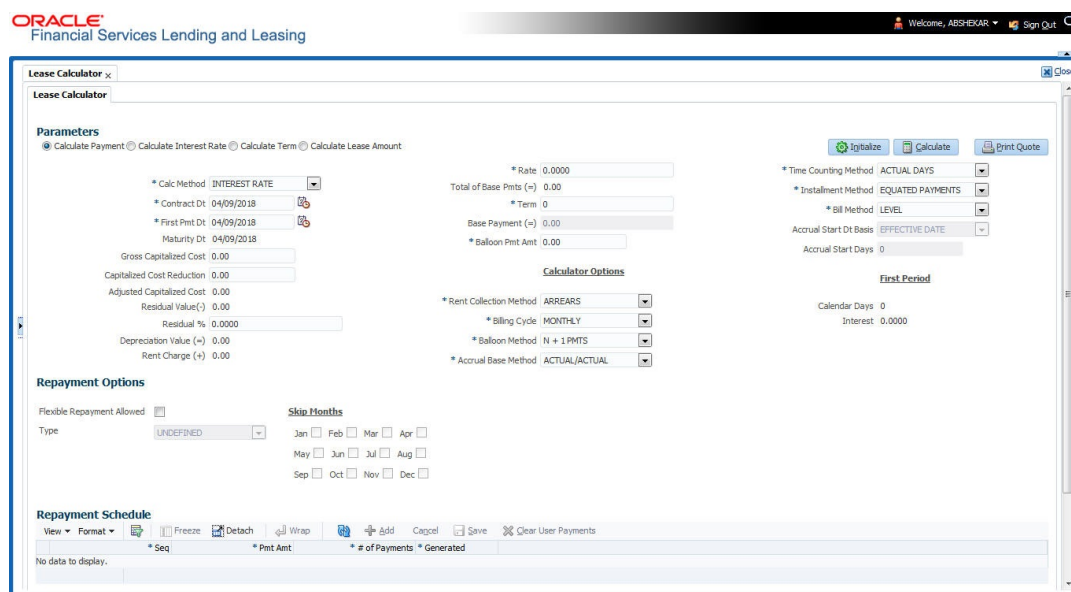 ORACLE
Financial Services Lending and Leasing
Welcome, ABSHEKAR
Sign Out
Lease Calculator x
Close
Lease Calculator
Parameters
Calculate Payment Calculate Interest Rate Calculate Term Calculate Lease Amount
Initialize Calculate Print Quote
* Calc Method INTEREST RATE
* Contract Dt 04/09/2018
* First Pmt Dt 04/09/2018
Maturity Dt 04/09/2018
Gross Capitalized Cost 0.00
Capitalized Cost Reduction 0.00
Adjusted Capitalized Cost 0.00
Residual Value(-) 0.00
Residual % 0.0000
Depreciation Value (=) 0.00
Rent Charge (+) 0.00
* Rate 0.0000
Total of Base Pmts (=) 0.00
* Term 0
Base Payment (=) 0.00
* Balloon Pmt Amt 0.00
Calculator Options
* Rent Collection Method ARREARS
* Billing Cycle MONTHLY
* Balloon Method N + 1 PMTS
* Accrual Base Method ACTUAL/ACTUAL
* Time Counting Method ACTUAL DAYS
* Installment Method EQUATED PAYMENTS
* Bill Method LEVEL
Accrual Start Dt Basis EFFECTIVE DATE
Accrual Start Days 0
First Period
Calendar Days 0
Interest 0.0000
Repayment Options
Flexible Repayment Allowed
Type UNDEFINED
Skip Months
Jan Feb Mar Apr
May Jun Jul Aug
Sep Oct Nov Dec
Repayment Schedule
View Format Freeze Detach Wrap Add Cancel Save Clear User Payments
* Seq * Pmt Amt * # of Payments * Generated
No data to display.